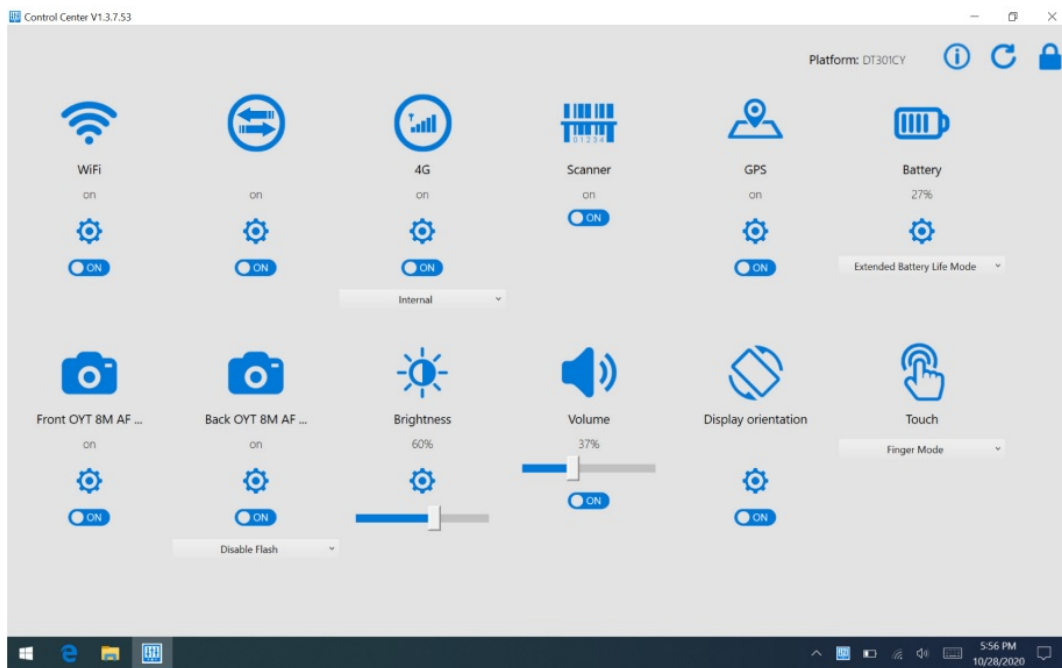 Control Center V1.3.7.53
Platform: DT301CY
01234
WiFi
4G
Scanner
GPS
Battery
on
on
on
on
on
27%
ON
ON
ON
ON
ON
Extended Battery Life Mode
Internal
Front OYT 8M AF ...
Back OYT 8M AF ...
Brightness
Volume
Display orientation
Touch
on
on
60%
37%
Finger Mode
ON
ON
ON
ON
Disable Flash
5:56 PM
10/28/2020